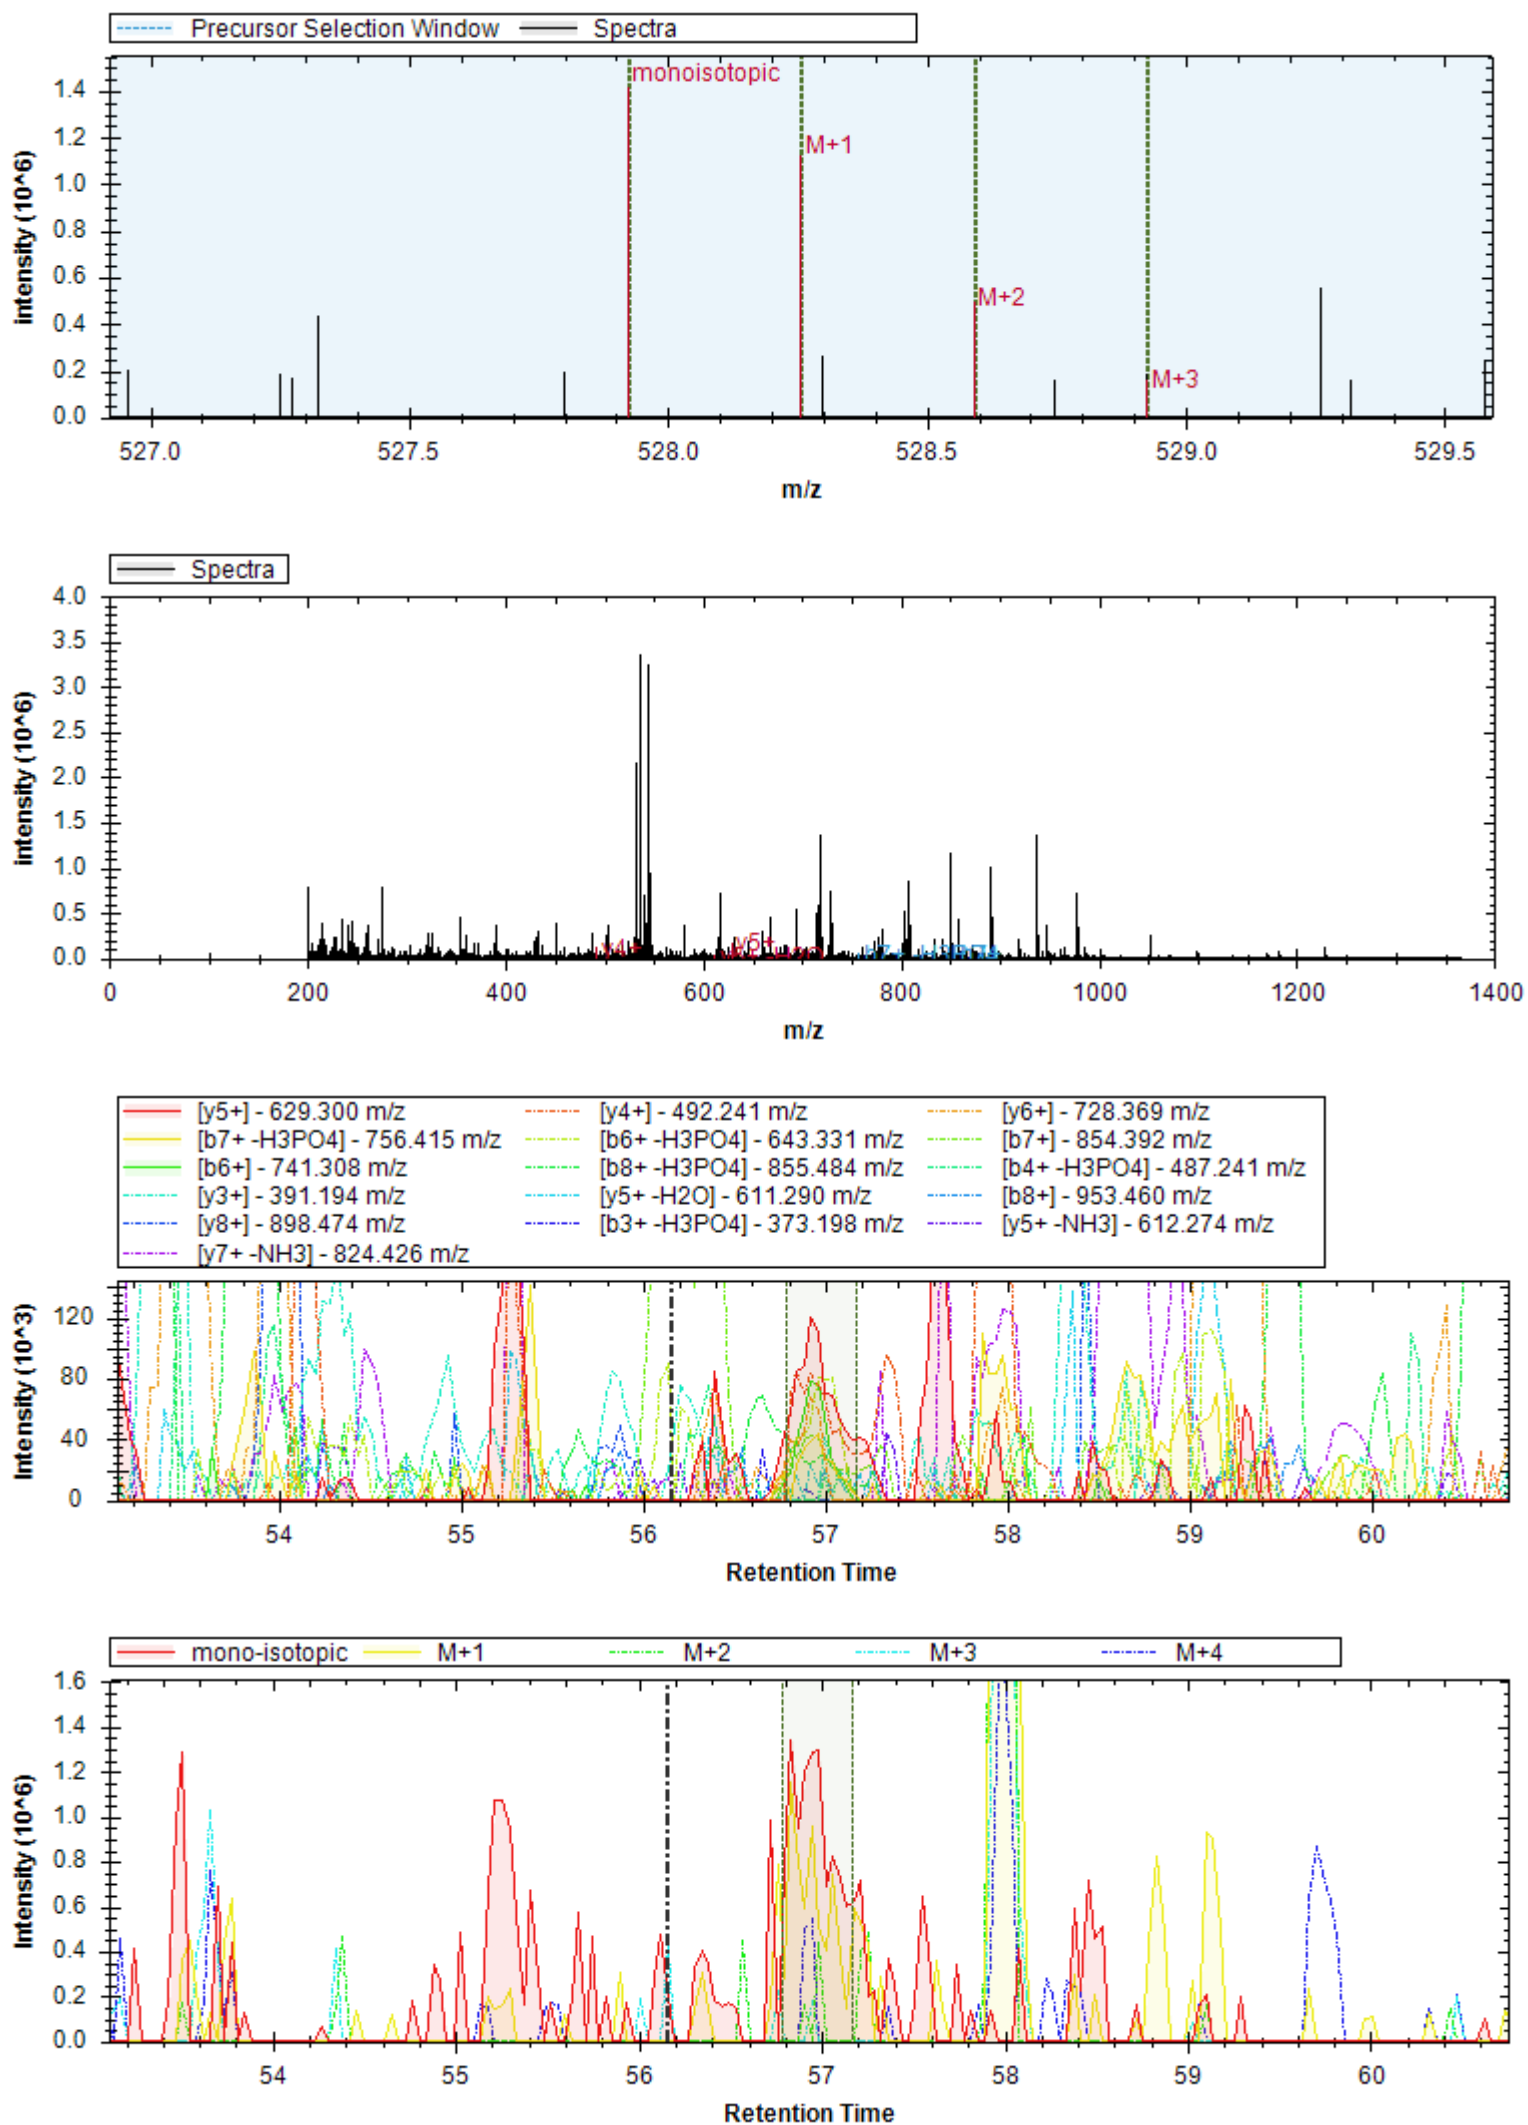 Precursor Selection Window Spectra
monoisotopic
M+1
M+2
M+3
1.4
1.2
1.0
0.8
0.6
0.4
0.2
0.0
intensity (10^6)
527.0 527.5 528.0 528.5 529.0 529.5
m/z
Spectra
4.0
3.5
3.0
2.5
2.0
1.5
1.0
0.5
0.0
intensity (10^6)
y4+ y5+
0 200 400 600 800 1000 1200 1400
m/z
[y5+] - 629.300 m/z [y4+] - 492.241 m/z [y6+] - 728.369 m/z
[b7+ -H3PO4] - 756.415 m/z [b6+ -H3PO4] - 643.331 m/z [b7+] - 854.392 m/z
[b6+] - 741.308 m/z [b8+ -H3PO4] - 855.484 m/z [b4+ -H3PO4] - 487.241 m/z
[y3+] - 391.194 m/z [y5+ -H2O] - 611.290 m/z [b8+] - 953.460 m/z
[y8+] - 898.474 m/z [b3+ -H3PO4] - 373.198 m/z [y5+ -NH3] - 612.274 m/z
[y7+ -NH3] - 824.426 m/z
120
80
40
0
Intensity (10^3)
54 55 56 57 58 59 60
Retention Time
mono-isotopic M+1 M+2 M+3 M+4
1.6
1.4
1.2
1.0
0.8
0.6
0.4
0.2
0.0
Intensity (10^6)
54 55 56 57 58 59 60
Retention Time